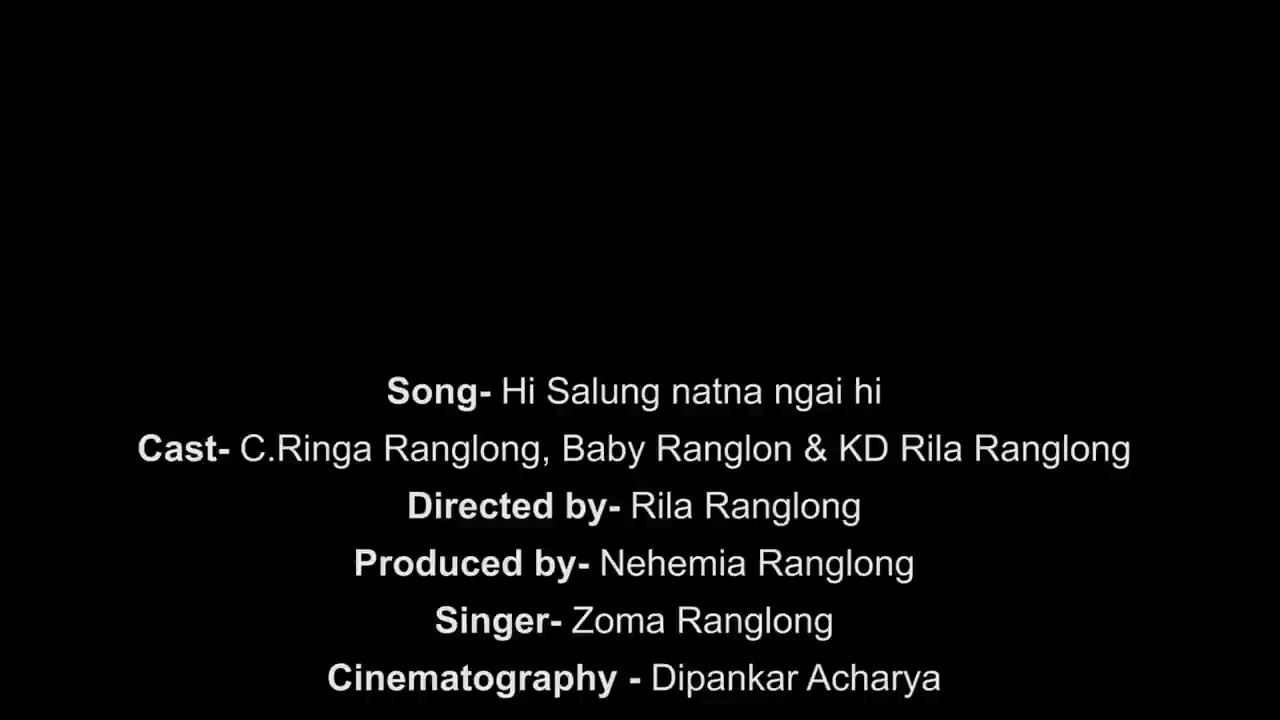 Song- Hi Salung natna ngai hi
Cast- C.Ringa Ranglong, Baby Ranglon & KD Rila Ranglong
Directed by- Rila Ranglong
Produced by- Nehemia Ranglong
Singer- Zoma Ranglong
Cinematography - Dipankar Acharya